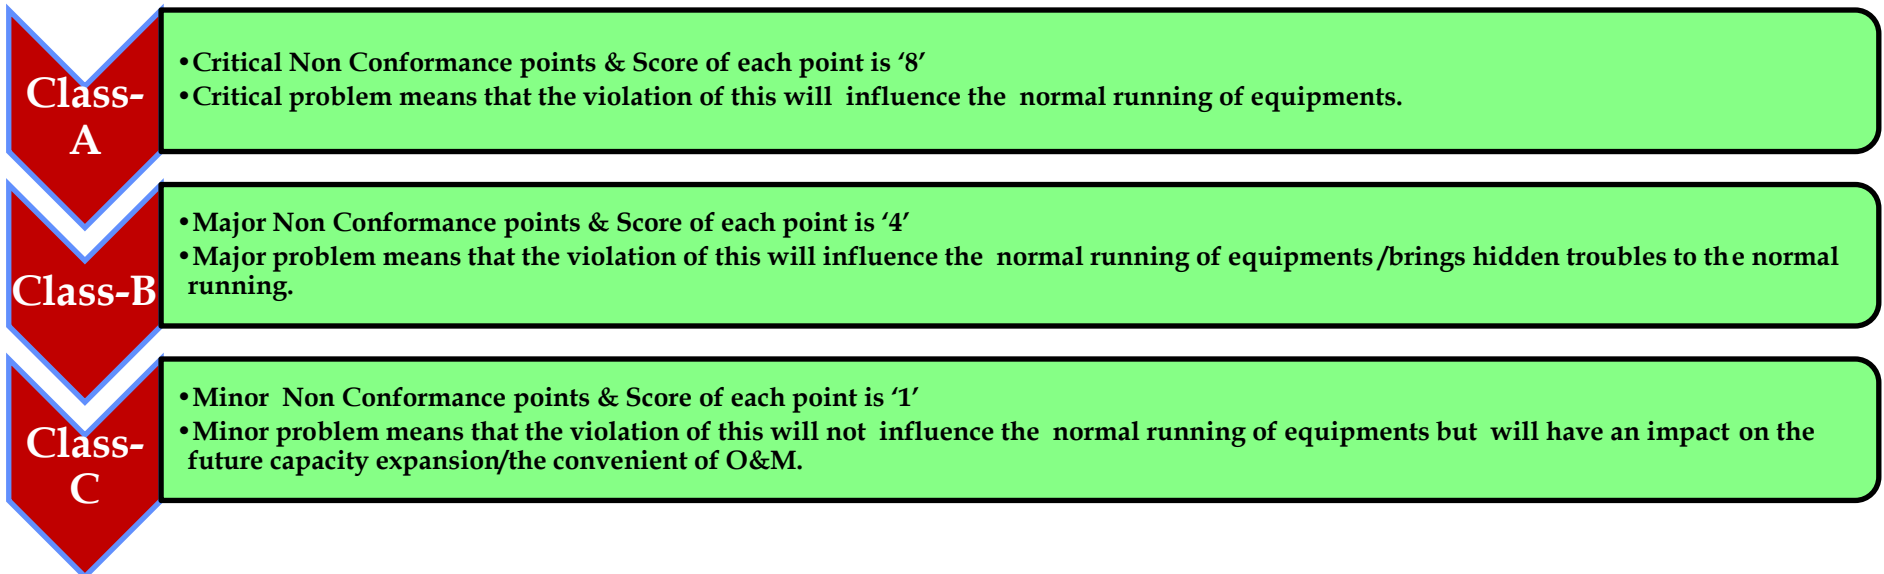 Class-
A
•Critical Non Conformance points & Score of each point is ‘8’
•Critical problem means that the violation of this will influence the normal running of equipments.
Class-B
•Major Non Conformance points & Score of each point is ‘4’
•Major problem means that the violation of this will influence the normal running of equipments/brings hidden troubles to the normal
running.
Class-
C
•Minor Non Conformance points & Score of each point is ‘1’
•Minor problem means that the violation of this will not influence the normal running of equipments but will have an impact on the
future capacity expansion/the convenient of O&M.